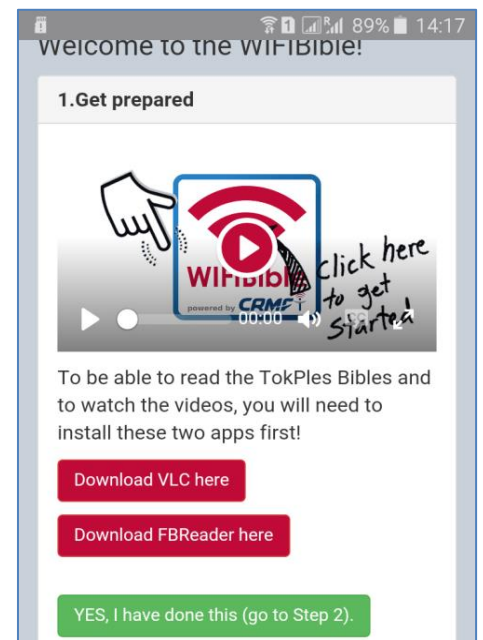 R
1 89% 14:17
Welcome to the WIFIBible!
1.Get prepared
WIFIBible
powered by CRMF
click here
to get
started
00:00
CC
To be able to read the TokPles Bibles and
to watch the videos, you will need to
install these two apps first!
Download VLC here
Download FBReader here
YES, I have done this (go to Step 2).